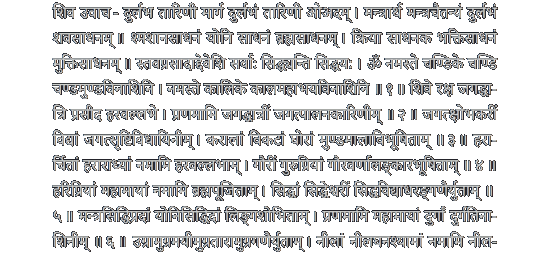 शिव उवाच - दुर्लभं तारिणी मार्गं दुर्लभं तारिणी ओम्पदम् । मन्त्रार्थं मन्त्रचैतन्यं दुर्लभं
शवसाधनम् ॥ श्मशानसाधनं योनि साधनं ब्रह्मसाधनम् । क्रिया साधनक भक्तिसाधनं
मुक्तिसाधनम् ॥ स्तवप्रसादाद्देवेशि सर्वाः सिद्ध्यन्ति सिद्धयः । ॐ नमस्ते चण्डिके चण्डि
चण्डमुण्डविनाशिनि । नमस्ते कालिके कालमहाभयविनाशिनि ॥ १ ॥ शिवे रक्ष जगद्धा-
त्रि प्रसीद हरवल्लभे । प्रणमामि जगद्धात्रीं जगत्पालनकारिणीम् ॥ २ ॥ जगत्क्षोभकरीं
विद्यां जगत्सृष्टिविधायिनीम् । करालां विकटां घोरां मुण्डमालाविभूषिताम् ॥ ३ ॥ हरा-
र्चितां हराराध्यां नमामि हरवल्लभाम् । गौरीं गुरुप्रियां गौरवर्णालङ्कारभूषिताम् ॥ ४ ॥
हरिप्रियां महामायां नमामि ब्रह्मपूजिताम् । सिद्धां सिद्धेश्वरीं सिद्धविद्याधरङ्गणैर्युताम् ॥
५ ॥ मन्त्रसिद्धिप्रदां योनिसिद्धिदां लिङ्गशोभिताम् । प्रणमामि महामायां दुर्गां दुर्गतिना-
शिनीम् ॥ ६ ॥ उग्रामुग्रमयीमुग्रतारामुग्रगणैर्युताम् । नीलां नीलघनश्यामां नमामि नील-